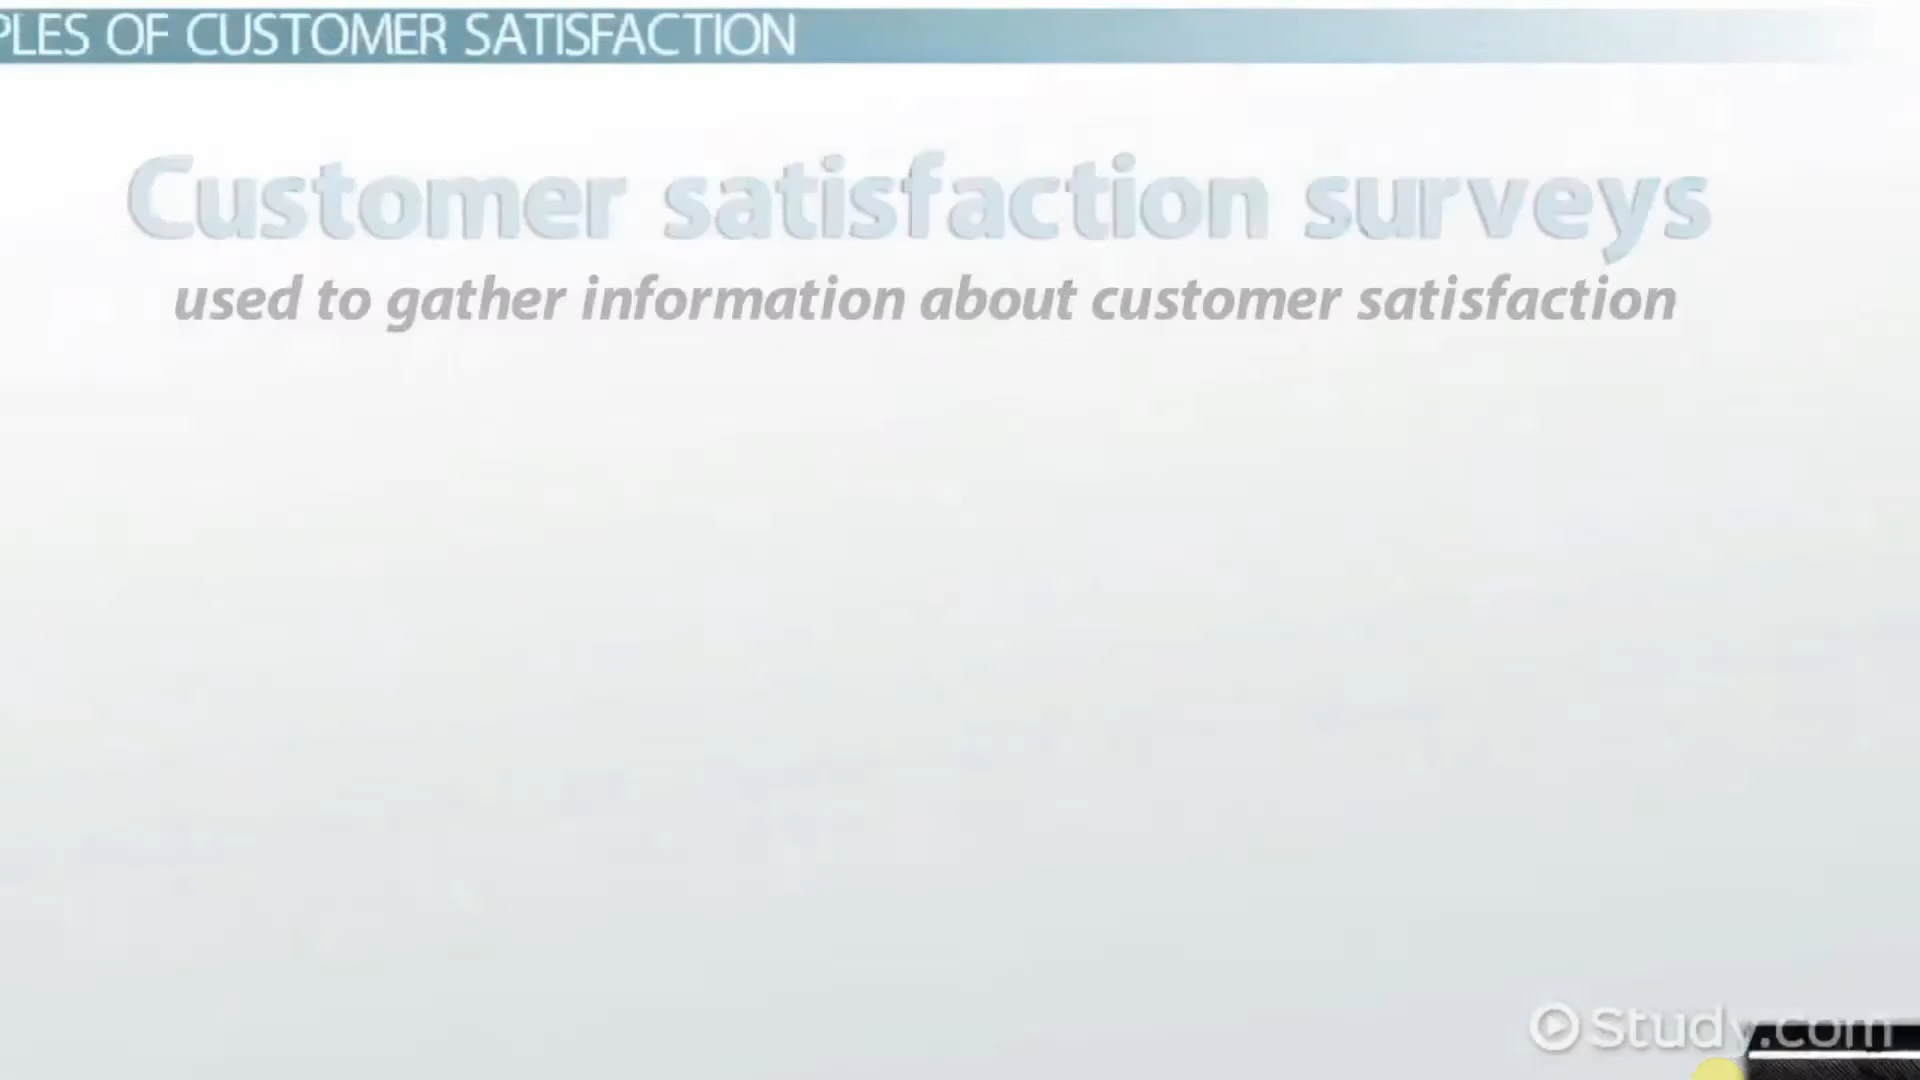 PLES OF CUSTOMER SATISFACTION
Customer satisfaction surveys
used to gather information about customer satisfaction
Study.com